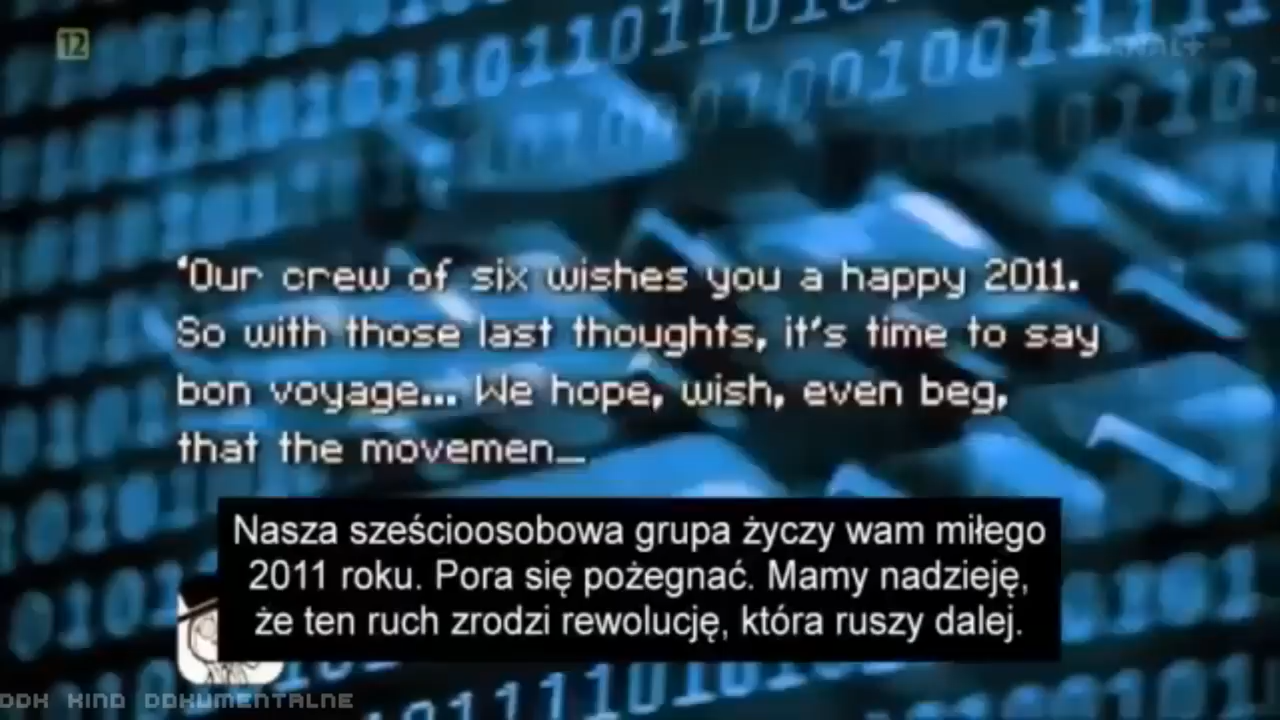 12
'Our crew of six wishes you a happy 2011.
So with those last thoughts, it's time to say
bon voyage... We hope, wish, even beg,
that the movemen_
Nasza sześcioosobowa grupa życzy wam miłego
2011 roku. Pora się pożegnać. Mamy nadzieję,
że ten ruch zrodzi rewolucję, która ruszy dalej.
DDK KINO DOKUMENTALNE